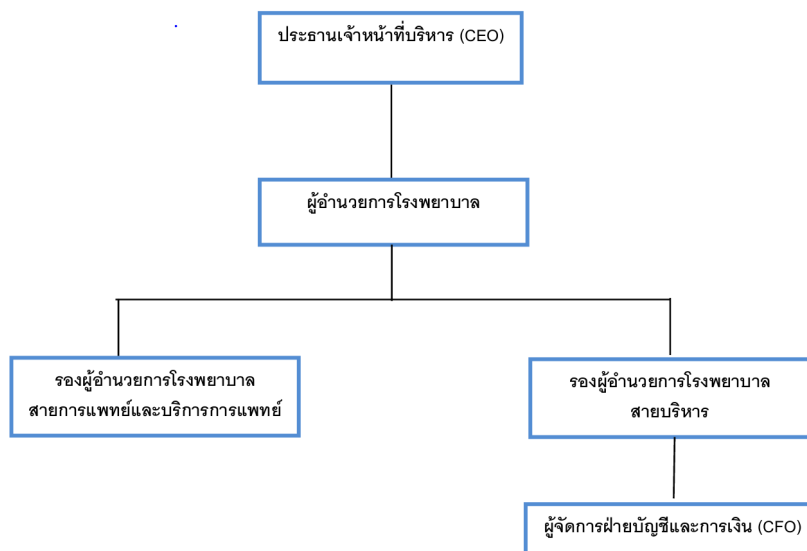 ประธานเจ้าหน้าที่บริหาร (CEO)
ผู้อำนวยการโรงพยาบาล
รองผู้อำนวยการโรงพยาบาล
สายการแพทย์และบริการการแพทย์
รองผู้อำนวยการโรงพยาบาล
สายบริหาร
ผู้จัดการฝ่ายบัญชีและการเงิน (CFO)